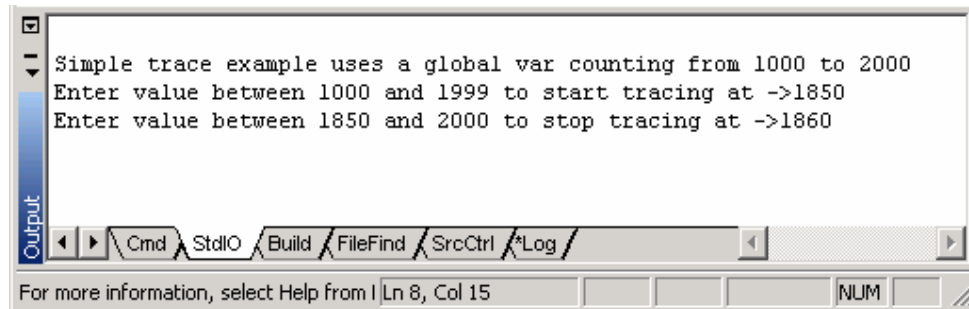 Simple trace example uses a global var counting from 1000 to 2000
Enter value between 1000 and 1999 to start tracing at ->1850
Enter value between 1850 and 2000 to stop tracing at ->1860
Output
Cmd StdIO Build FileFind SrcCtrl *Log
For more information, select Help from Ln 8, Col 15 NUM